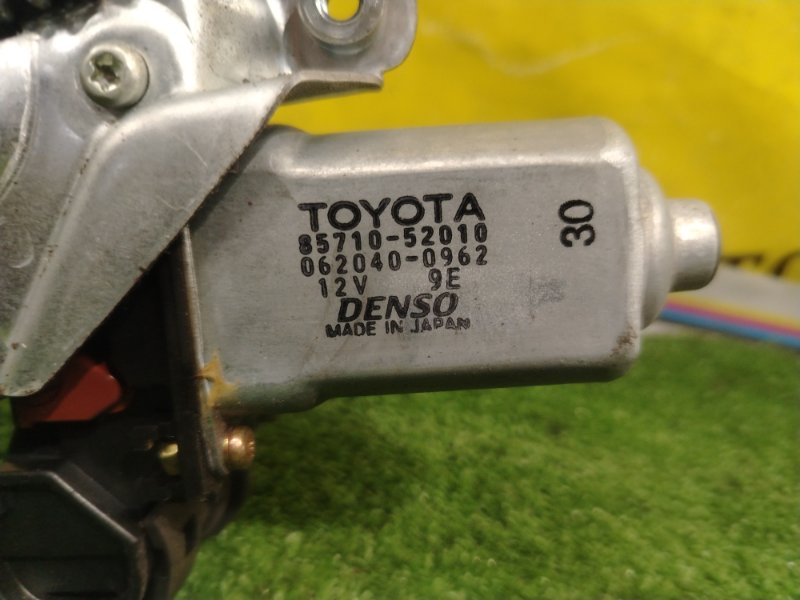 TOYOTA
85710-52010
062040-0962
12V 9E
DENSO
MADE IN JAPAN
30